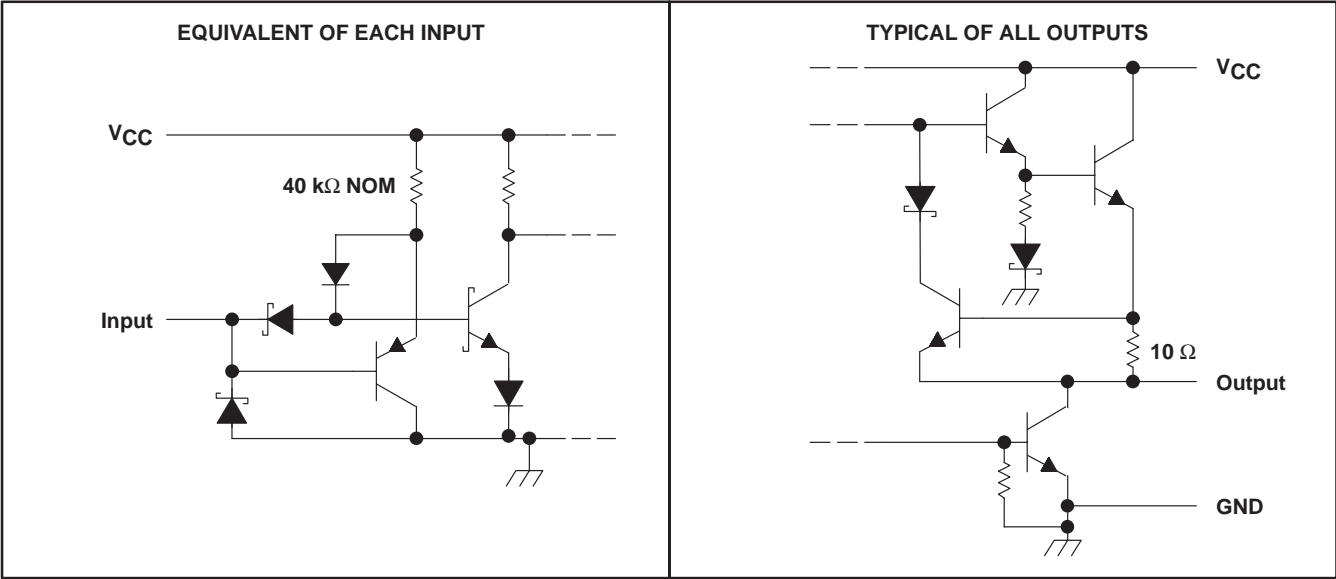 EQUIVALENT OF EACH INPUT
VCC
40 kΩ NOM
Input
TYPICAL OF ALL OUTPUTS
VCC
10 Ω
Output
GND